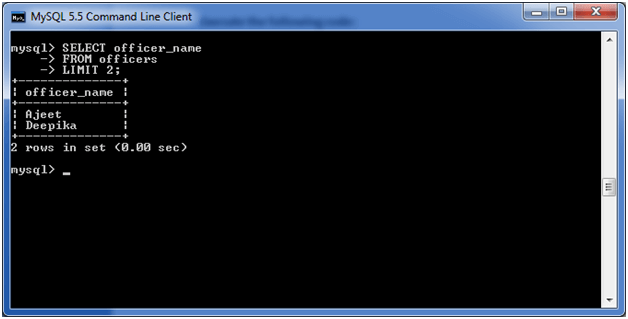 MySQL 5.5 Command Line Client
mysql> SELECT officer_name
    -> FROM officers
    -> LIMIT 2;
+--------------+
| officer_name |
+--------------+
| Ajeet        |
| Deepika      |
+--------------+
2 rows in set (0.00 sec)

mysql> _